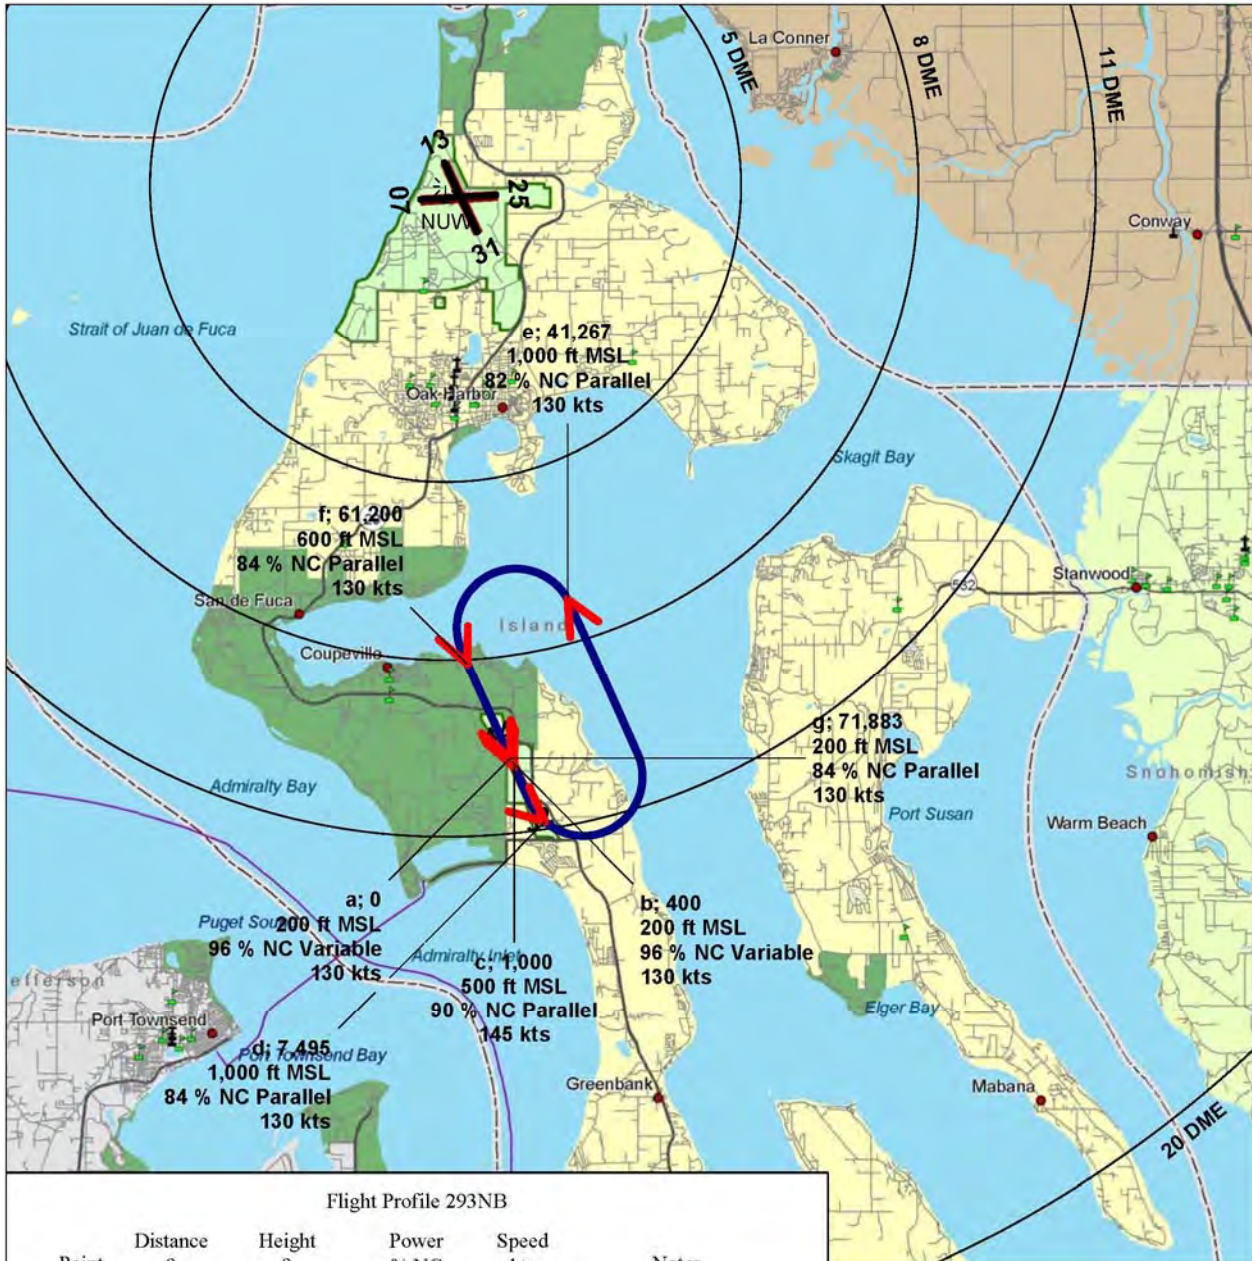 La Conner
5 DME
8 DME
11 DME
13
07
25
NUW
31
Conway
Strait of Juan de Fuca
e; 41,267
1,000 ft MSL
82 % NC Parallel
130 kts
Oak Harbor
Skagit Bay
f; 61,200
600 ft MSL
84 % NC Parallel
130 kts
San de Fuca
Stanwood
532
Island
Coupeville
g; 71,883
200 ft MSL
84 % NC Parallel
130 kts
Snohomish
Admiralty Bay
Port Susan
Warm Beach
a; 0
200 ft MSL
96 % NC Variable
130 kts
b; 400
200 ft MSL
96 % NC Variable
130 kts
Puget Sound
Admiralty Inlet
c; 1,000
500 ft MSL
90 % NC Parallel
145 kts
efferson
Elger Bay
Port Townsend
Port Townsend Bay
d; 7,495
1,000 ft MSL
84 % NC Parallel
130 kts
Greenbank
Mabana
20 DME
Flight Profile 293NB
Distance Height Power Speed
Point % NC Notes